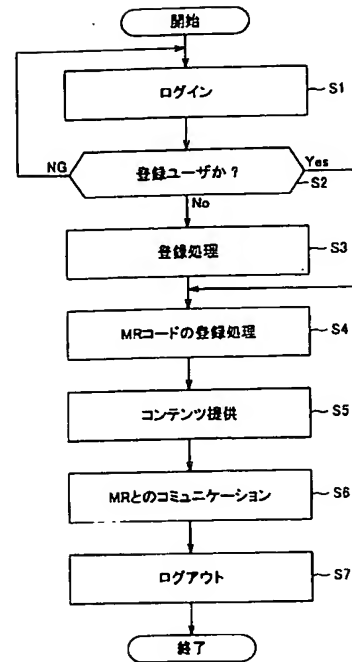 開始
ログイン
S1
登録ユーザか？
NG
Yes
S2
No
登録処理
S3
MRコードの登録処理
S4
コンテンツ提供
S5
MRとのコミュニケーション
S6
ログアウト
S7
終了